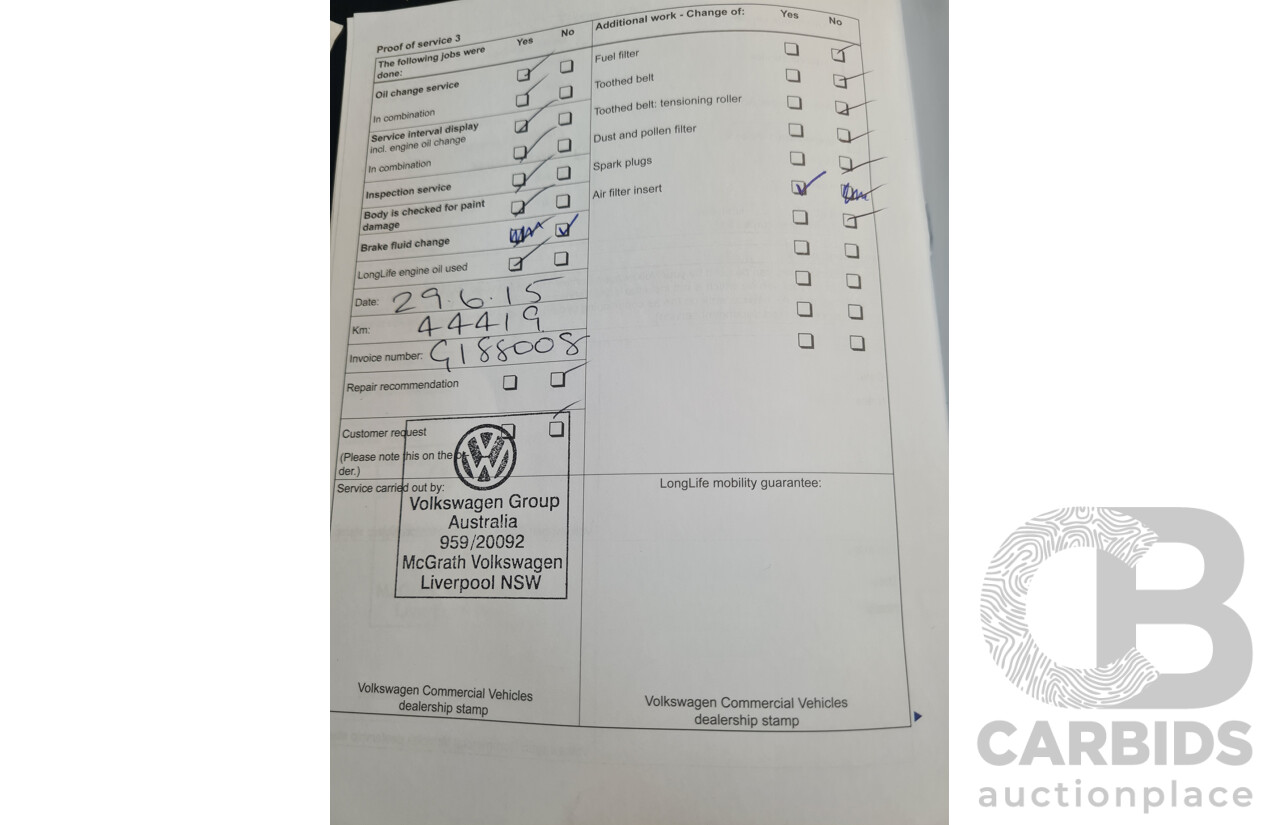 Proof of service 3
The following jobs were
done:
Yes
No
Oil change service
In combination
Service interval display
incl. engine oil change
In combination
Inspection service
Body is checked for paint
damage
Brake fluid change
LongLife engine oil used
Date: 29.6.15
Km: 44419
Invoice number: G188008
Repair recommendation
Customer request
(Please note this on the or-
der.)
Service carried out by:
Volkswagen Group
Australia
959/20092
McGrath Volkswagen
Liverpool NSW
Volkswagen Commercial Vehicles
dealership stamp
Additional work - Change of:
Yes
No
Fuel filter
Toothed belt
Toothed belt: tensioning roller
Dust and pollen filter
Spark plugs
Air filter insert
LongLife mobility guarantee:
Volkswagen Commercial Vehicles
dealership stamp
CB
CARBIDS
auctionplace